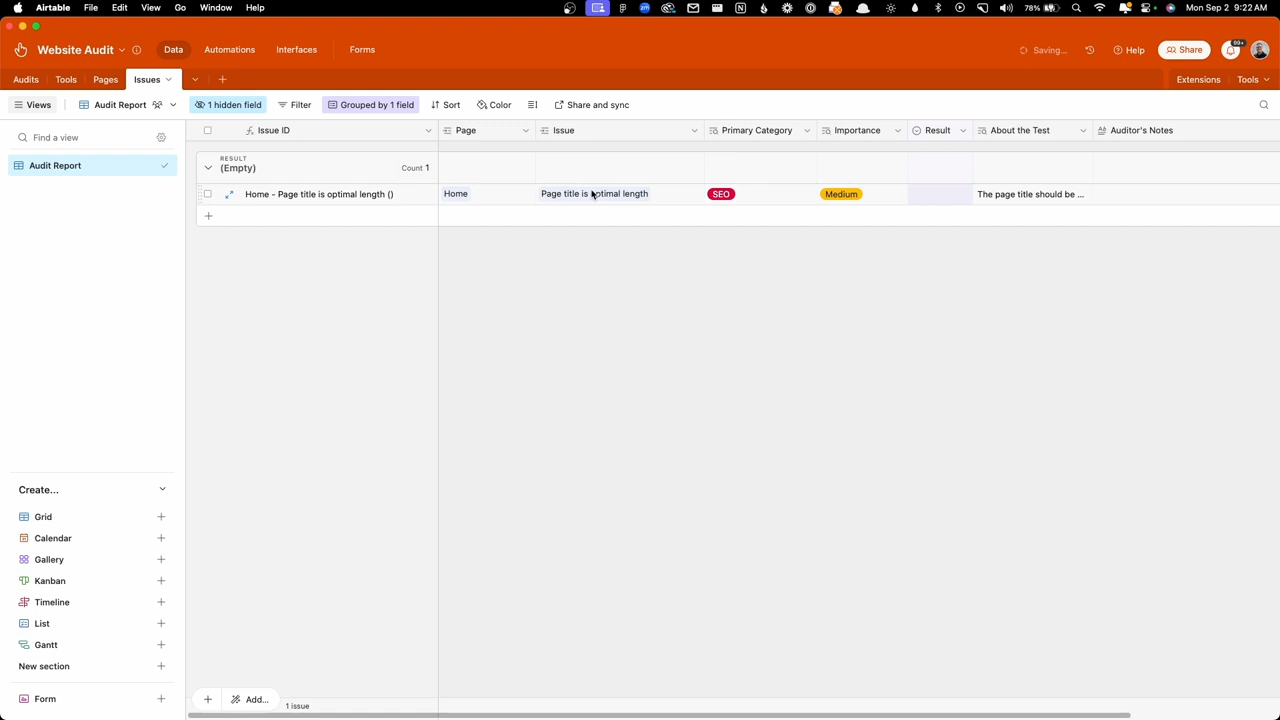 Airtable File Edit View Go Window Help 78% Mon Sep 2 9:22 AM
Website Audit Data Automations Interfaces Forms Saving... Help Share 99+
Audits Tools Pages Issues Extensions Tools
Views Audit Report 1 hidden field Filter Grouped by 1 field Sort Color Share and sync
Find a view
Audit Report
Issue ID Page Issue Primary Category Importance Result About the Test Auditor's Notes
RESULT
(Empty) Count 1
Home - Page title is optimal length () Home Page title is optimal length SEO Medium The page title should be ...
Create...
Grid
Calendar
Gallery
Kanban
Timeline
List
Gantt
New section
Form
Add...
1 issue